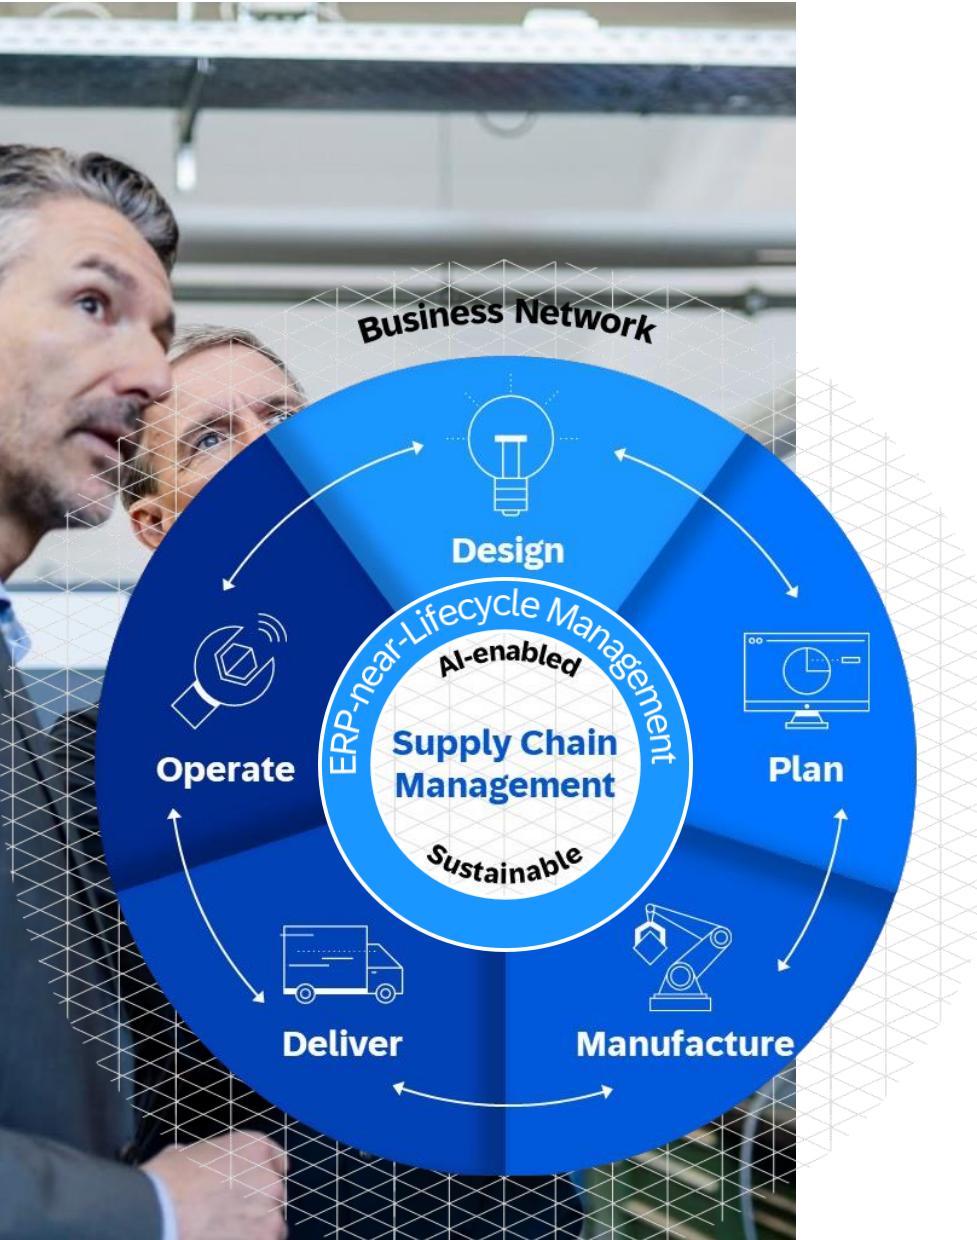 Business Network
Design
ERP-near-Lifecycle Management
AI-enabled
Supply Chain
Management
Sustainable
Operate
Plan
Deliver
Manufacture